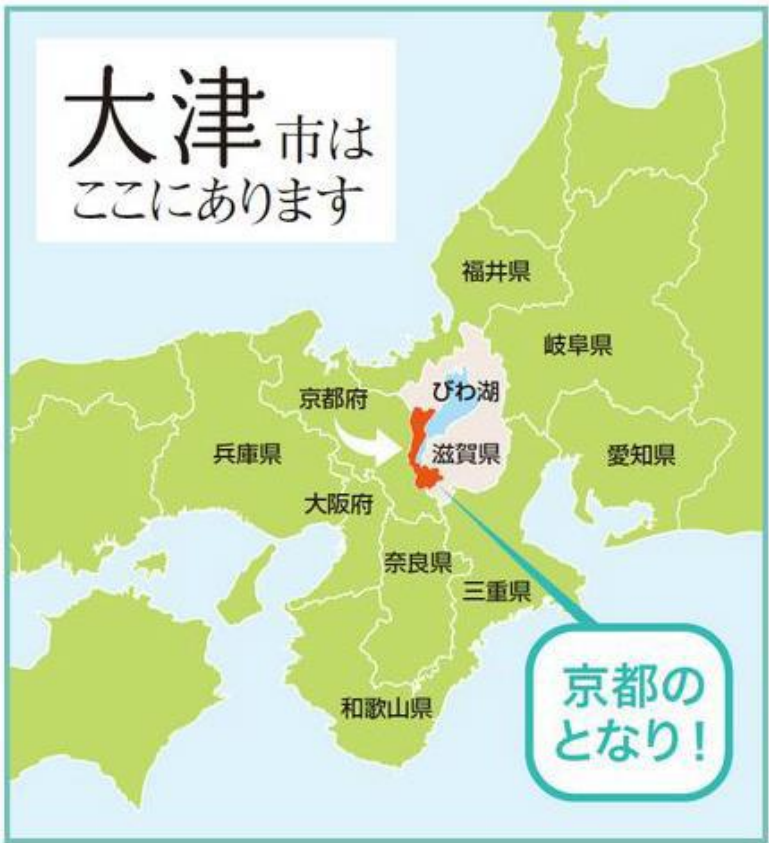 大津市は
ここにあります
福井県
岐阜県
びわ湖
京都府
兵庫県
滋賀県
愛知県
大阪府
奈良県
三重県
和歌山県
京都の
となり!